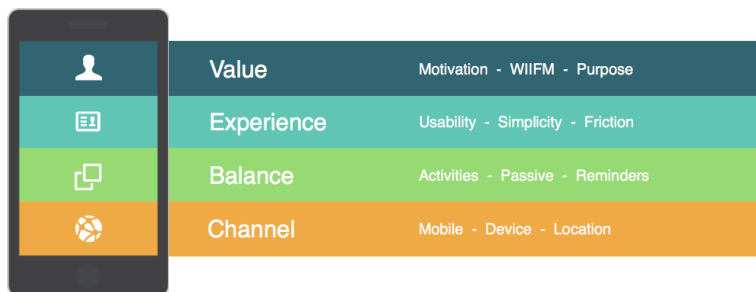 Value Motivation - WIIFM - Purpose
Experience Usability - Simplicity - Friction
Balance Activities - Passive - Reminders
Channel Mobile - Device - Location